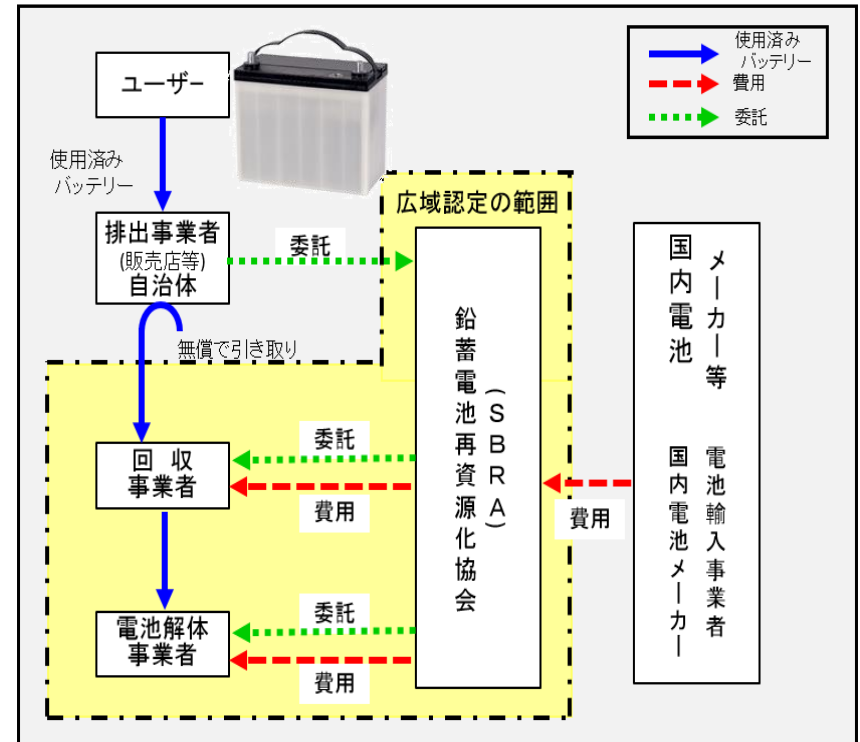 ユーザー
使用済み
バッテリー
費用
委託
使用済み
バッテリー
排出事業者
(販売店等)
自治体
委託
広域認定の範囲
無償で引き取り
鉛蓄電池再資源化協会
(SBRA)
国内電池
メーカー等
国内電池メーカー
電池輸入事業者
回 収
事業者
委託
費用
費用
電池解体
事業者
委託
費用